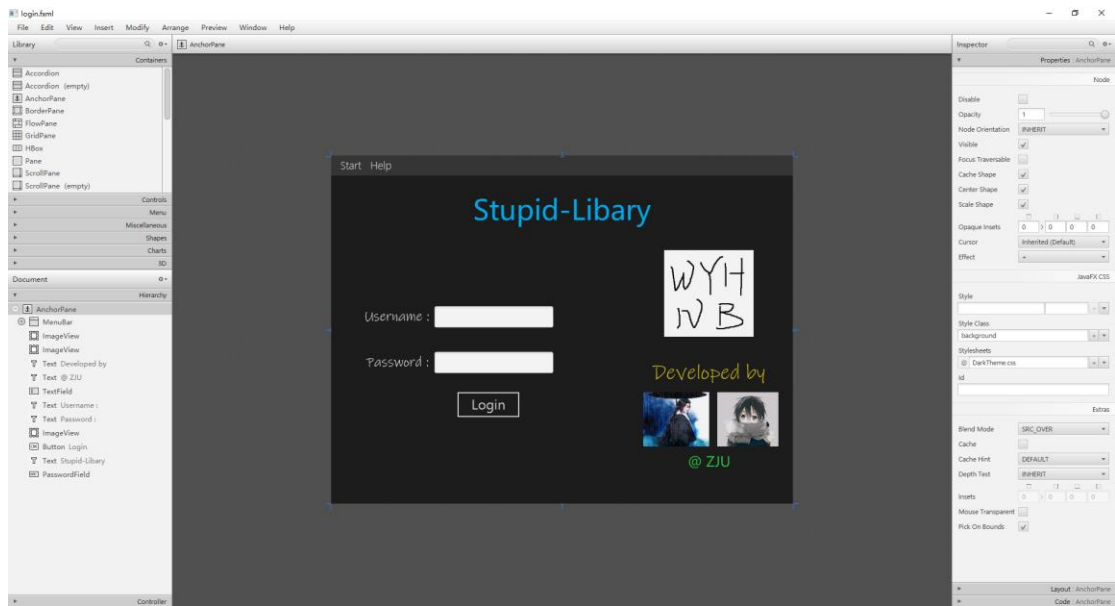 login.fxml
File Edit View Insert Modify Arrange Preview Window Help
Library
AnchorPane
Inspector
Containers
Accordion
Accordion (empty)
AnchorPane
BorderPane
FlowPane
GridPane
HBox
Pane
ScrollPane
ScrollPane (empty)
Controls
Menu
Miscellaneous
Shapes
Charts
3D
Document
Hierarchy
AnchorPane
MenuBar
ImageView
ImageView
Text Developed by
Text @ ZJU
TextField
Text Username :
Text Password :
ImageView
Button Login
Text Stupid-Libary
PasswordField
Controller
Start Help
Stupid-Libary
WYH
NB
Username :
Password :
Login
Developed by
@ ZJU
Properties : AnchorPane
Node
Disable
Opacity 1
Node Orientation INHERIT
Visible
Focus Traversable
Cache Shape
Center Shape
Scale Shape
Opaque Insets 0 0 0 0
Cursor Inherited (Default)
Effect +
JavaFX CSS
Style
Style Class
background
Stylesheets
@ DarkTheme.css
Id
Extras
Blend Mode SRC_OVER
Cache
Cache Hint DEFAULT
Depth Test INHERIT
Insets 0 0 0 0
Mouse Transparent
Pick On Bounds
Layout : AnchorPane
Code : AnchorPane